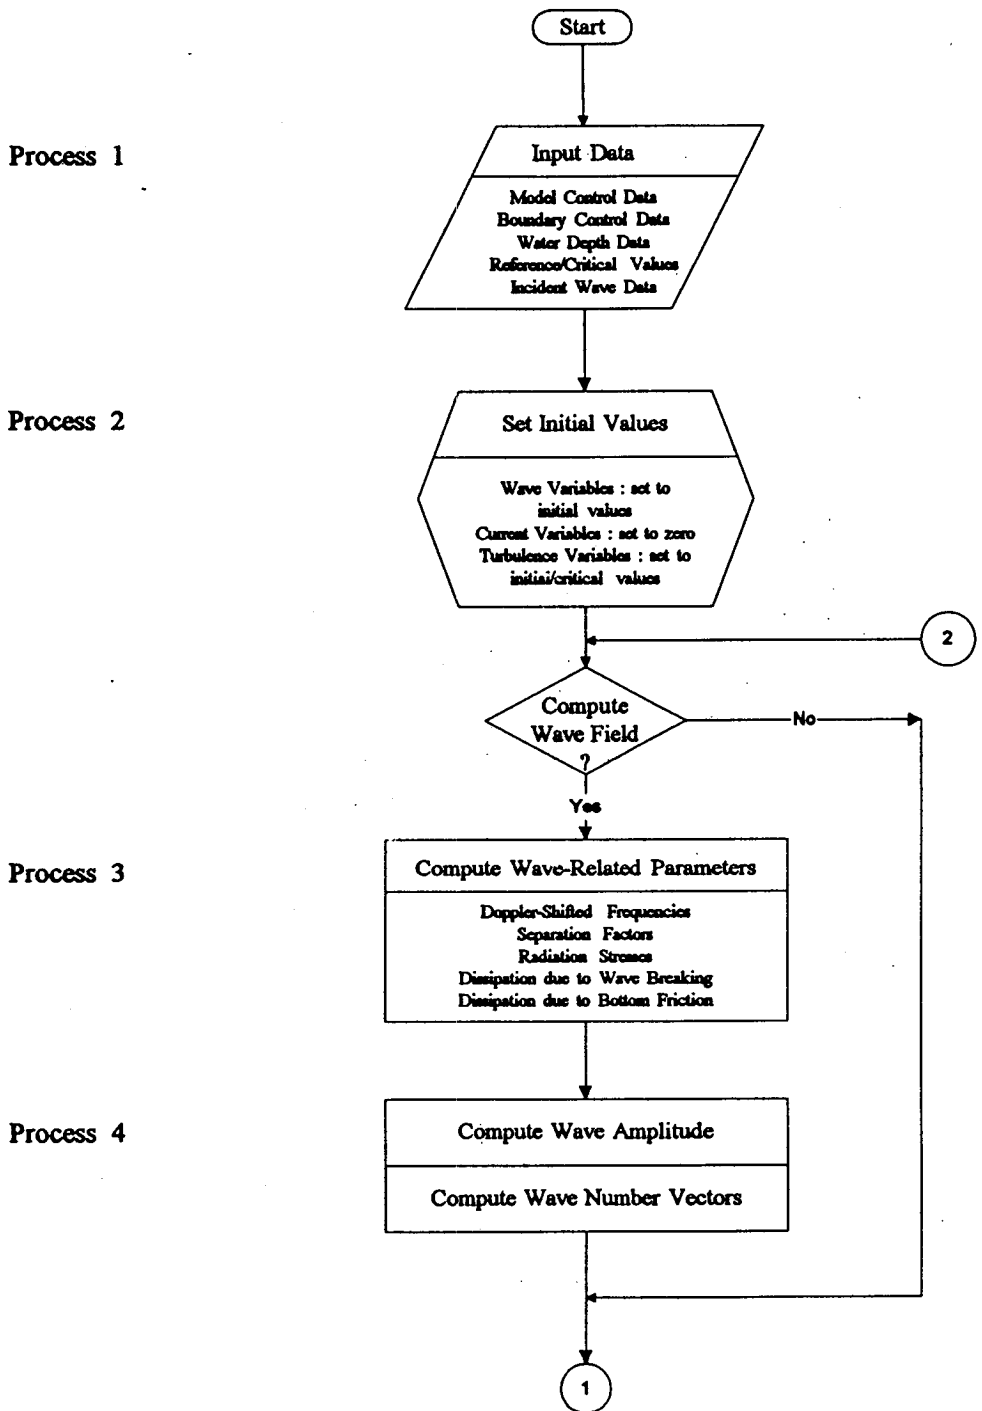 Start
Process 1
Input Data
Model Control Data
Boundary Control Data
Water Depth Data
Reference/Critical Values
Incident Wave Data
Process 2
Set Initial Values
Wave Variables : set to
initial values
Current Variables : set to zero
Turbulence Variables : set to
initial/critical values
2
Compute
Wave Field
?
No
Yes
Process 3
Compute Wave-Related Parameters
Doppler-Shifted Frequencies
Separation Factors
Radiation Stresses
Dissipation due to Wave Breaking
Dissipation due to Bottom Friction
Process 4
Compute Wave Amplitude
Compute Wave Number Vectors
1